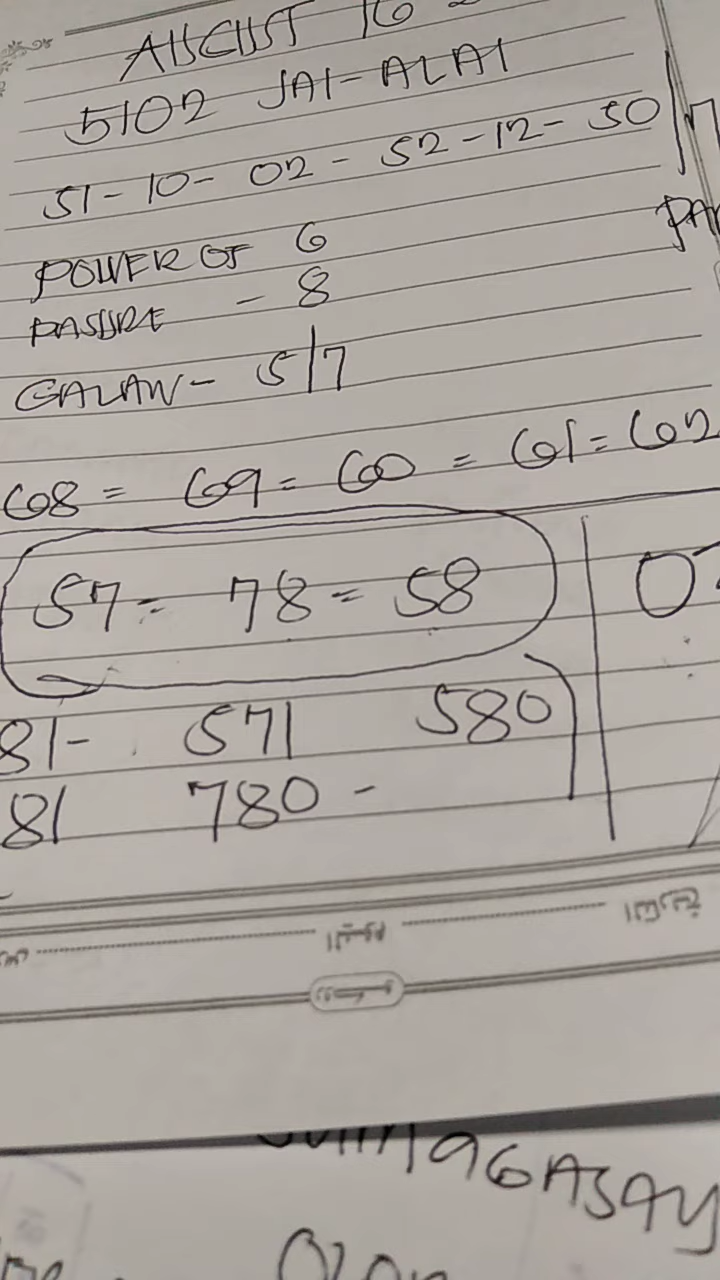 AUGUST 16
5102 JAI-ALAI
51-10-02-52-12-50
POWER OF 6
PASURE - 8
GALAW- 5/7
68= 69= 60 = 61=62
57= 78= 58
81- 571 580
81 780 -